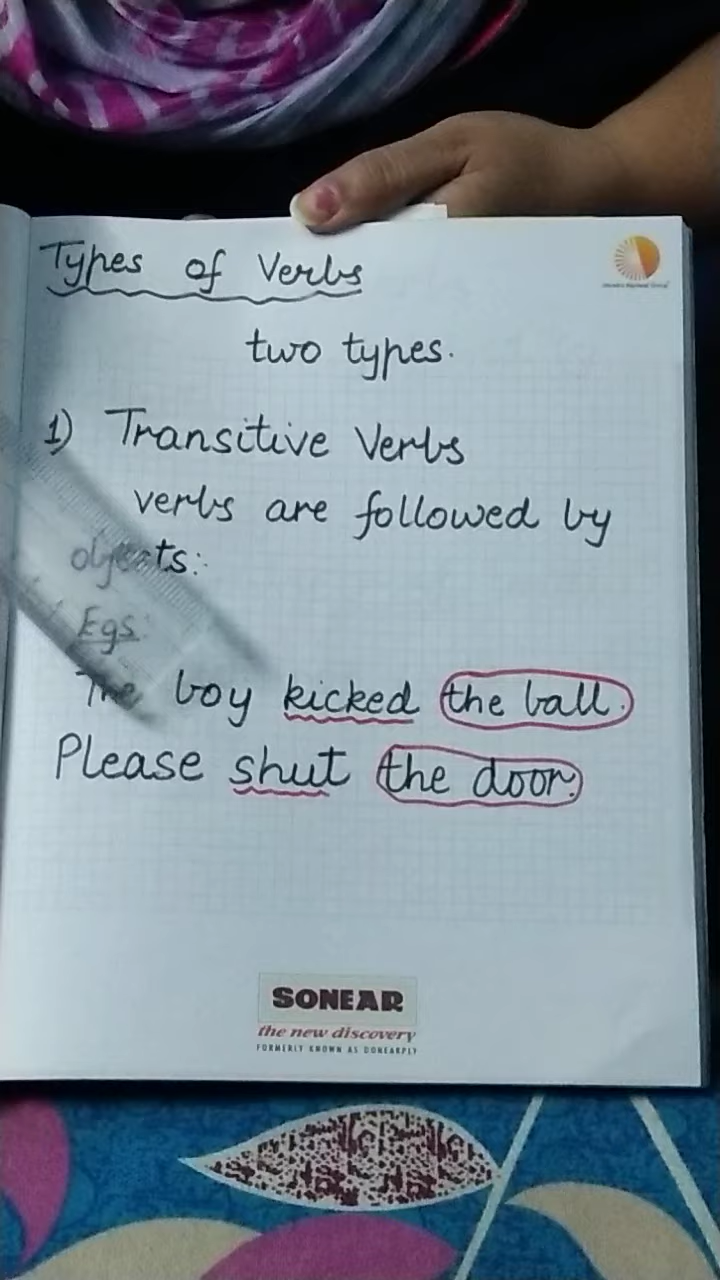 Types of Verbs
two types.
1) Transitive Verbs
verbs are followed by
objects:
Egs:
The boy kicked the ball.
Please shut the door.
SONEAR
the new discovery
FORMERLY KNOWN AS DONEARPLY